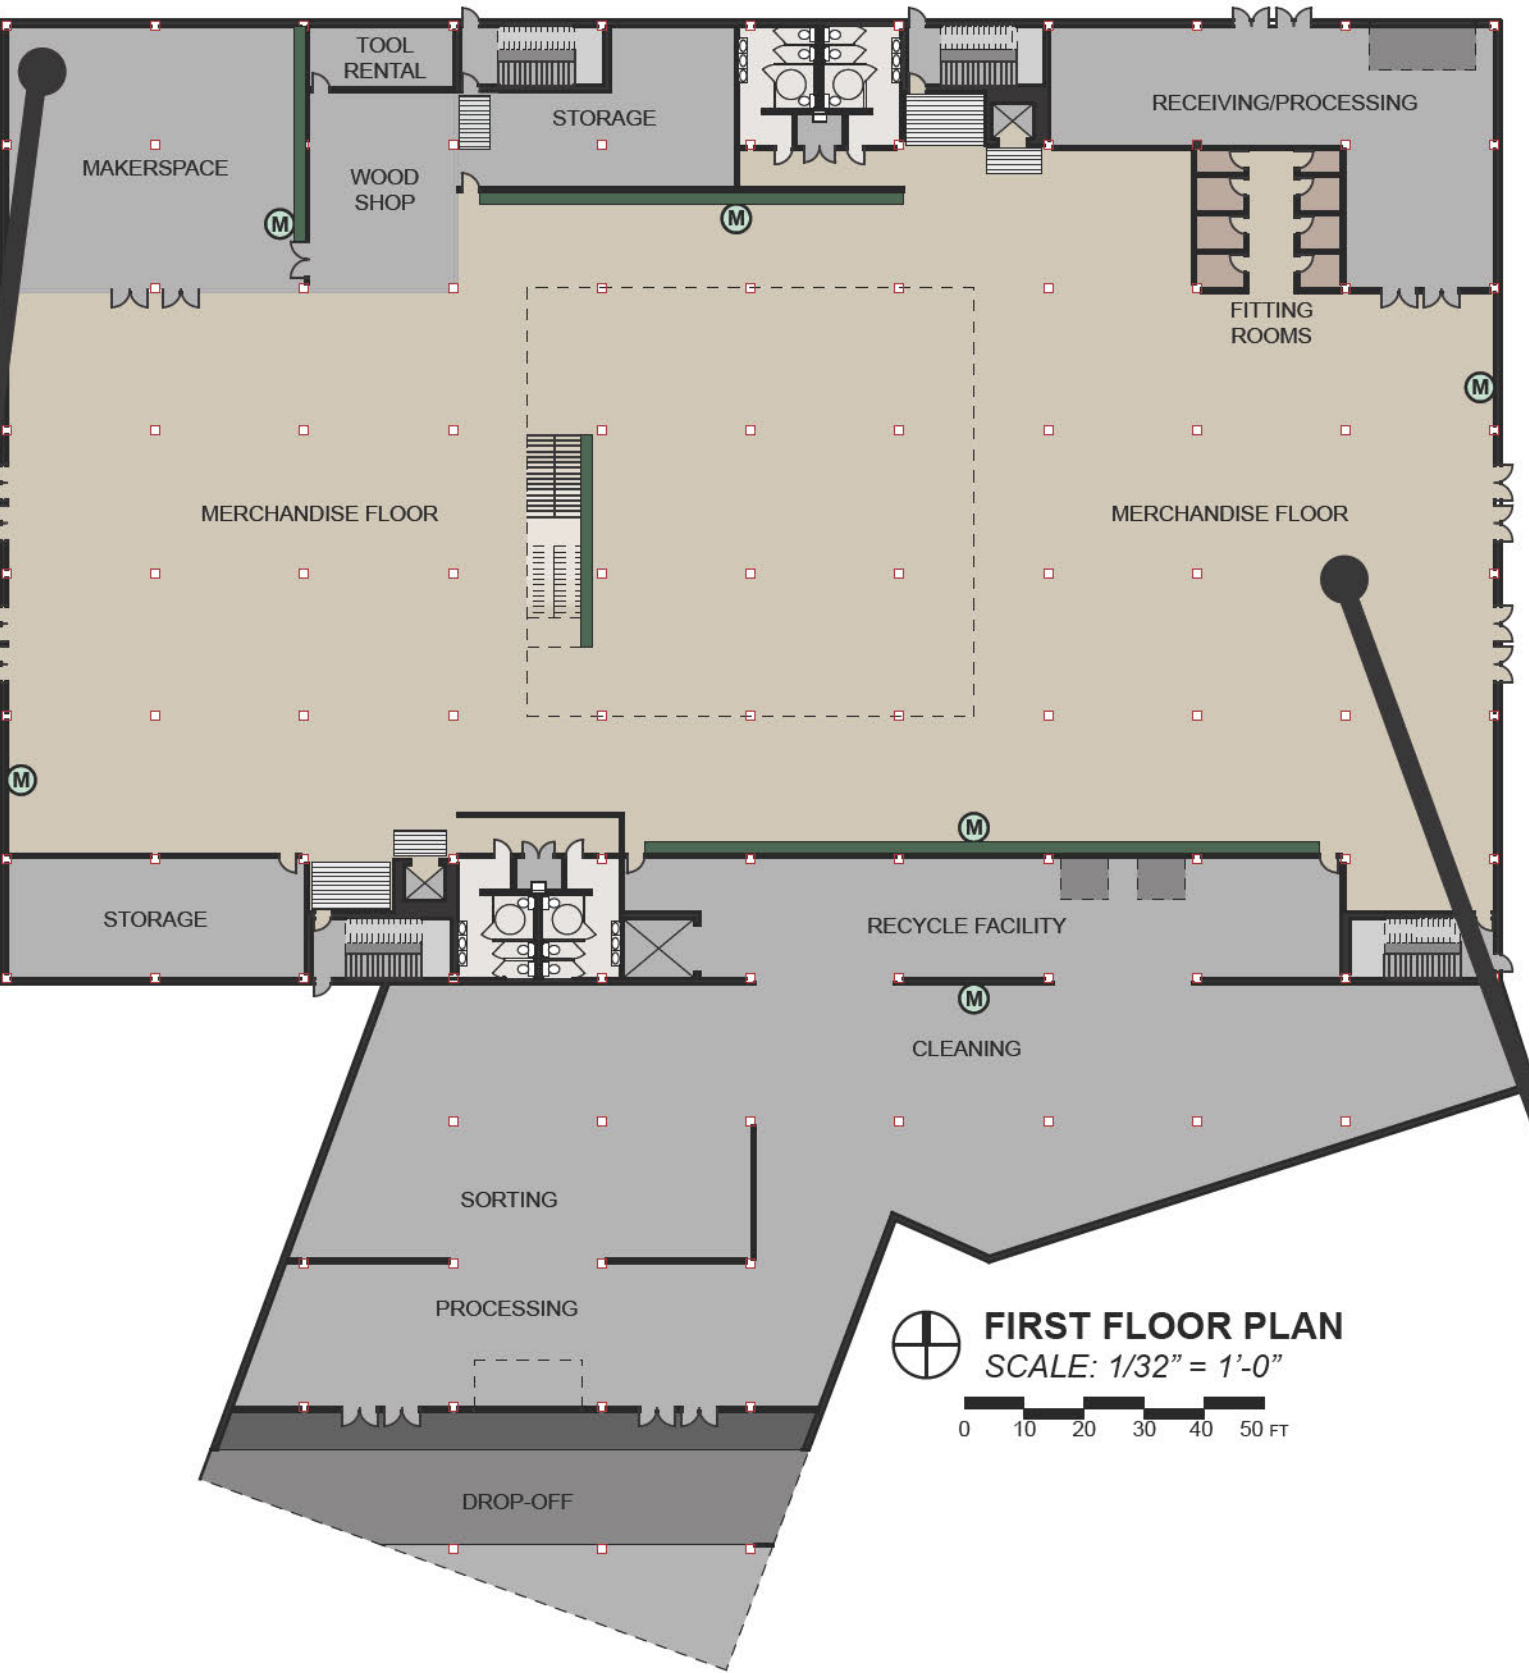 TOOL
RENTAL
STORAGE
RECEIVING/PROCESSING
MAKERSPACE
WOOD
SHOP
M
M
FITTING
ROOMS
M
MERCHANDISE FLOOR
MERCHANDISE FLOOR
M
M
STORAGE
RECYCLE FACILITY
M
CLEANING
SORTING
PROCESSING
FIRST FLOOR PLAN
SCALE: 1/32” = 1’-0”
0 10 20 30 40 50 FT
DROP-OFF